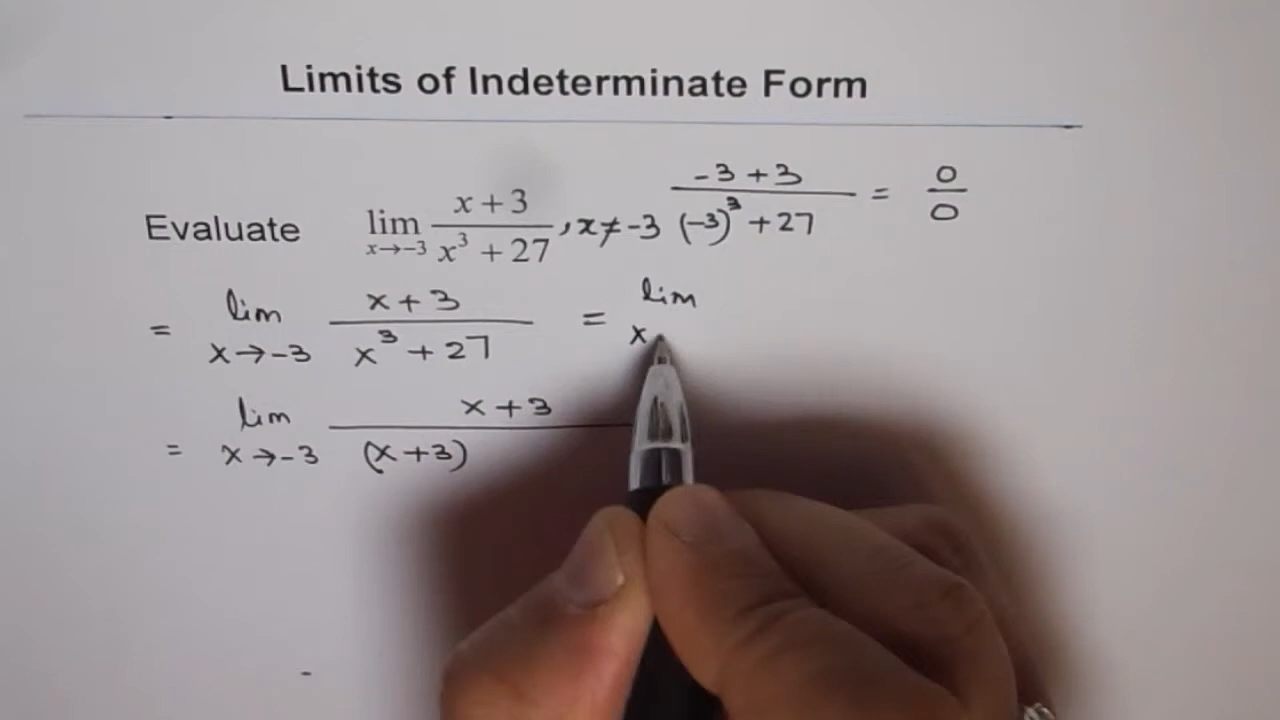 Limits of Indeterminate Form
Evaluate lim x→-3 (x + 3)/(x³ + 27) , x ≠ -3 (-3 + 3)/((-3)³ + 27) = 0/0
= lim x→-3 (x + 3)/(x³ + 27) = lim x
= lim x→-3 (x + 3)/((x + 3)